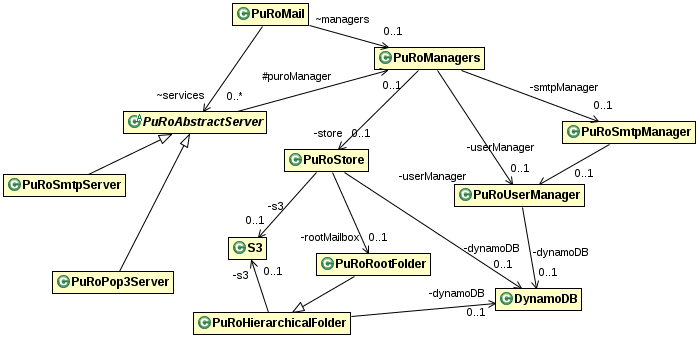 PuRoMail
~managers
0..1
PuRoManagers
~services
0..*
#puroManager
0..1
-smtpManager
0..1
PuRoAbstractServer
-store
0..1
-userManager
PuRoSmtpManager
PuRoStore
0..1
0..1
-userManager
PuRoSmtpServer
PuRoUserManager
-s3
0..1
S3
-rootMailbox
0..1
-dynamoDB
0..1
-dynamoDB
0..1
PuRoRootFolder
-s3
0..1
PuRoPop3Server
-dynamoDB
0..1
DynamoDB
PuRoHierarchicalFolder